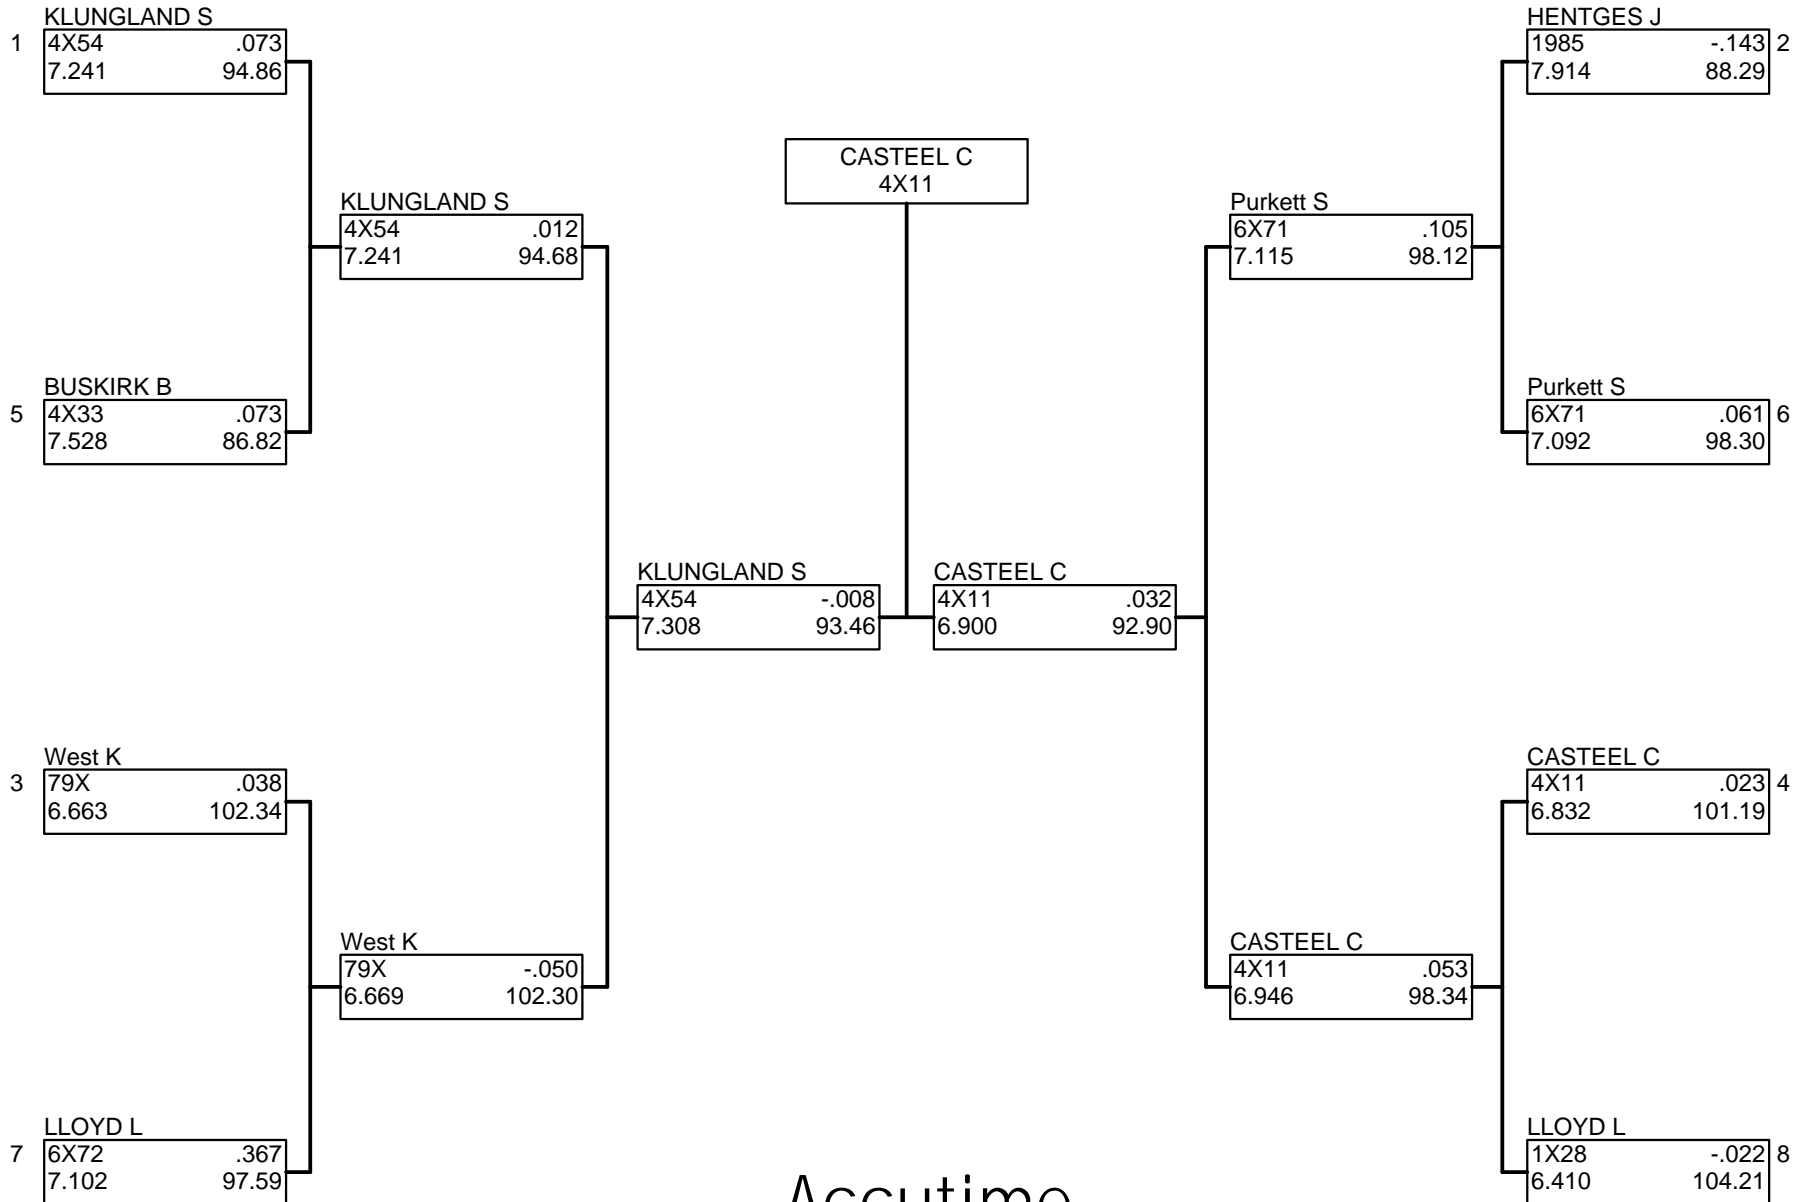 KLUNGLAND S
1 4X54 .073
7.241 94.86
BUSKIRK B
5 4X33 .073
7.528 86.82
West K
3 79X .038
6.663 102.34
LLOYD L
7 6X72 .367
7.102 97.59
KLUNGLAND S
4X54 .012
7.241 94.68
West K
79X -.050
6.669 102.30
KLUNGLAND S
4X54 -.008
7.308 93.46
CASTEEL C
4X11
CASTEEL C
4X11 .032
6.900 92.90
Purkett S
6X71 .105
7.115 98.12
CASTEEL C
4X11 .053
6.946 98.34
HENTGES J
1985 -.143 2
7.914 88.29
Purkett S
6X71 .061 6
7.092 98.30
CASTEEL C
4X11 .023 4
6.832 101.19
LLOYD L
1X28 -.022 8
6.410 104.21
Accutime